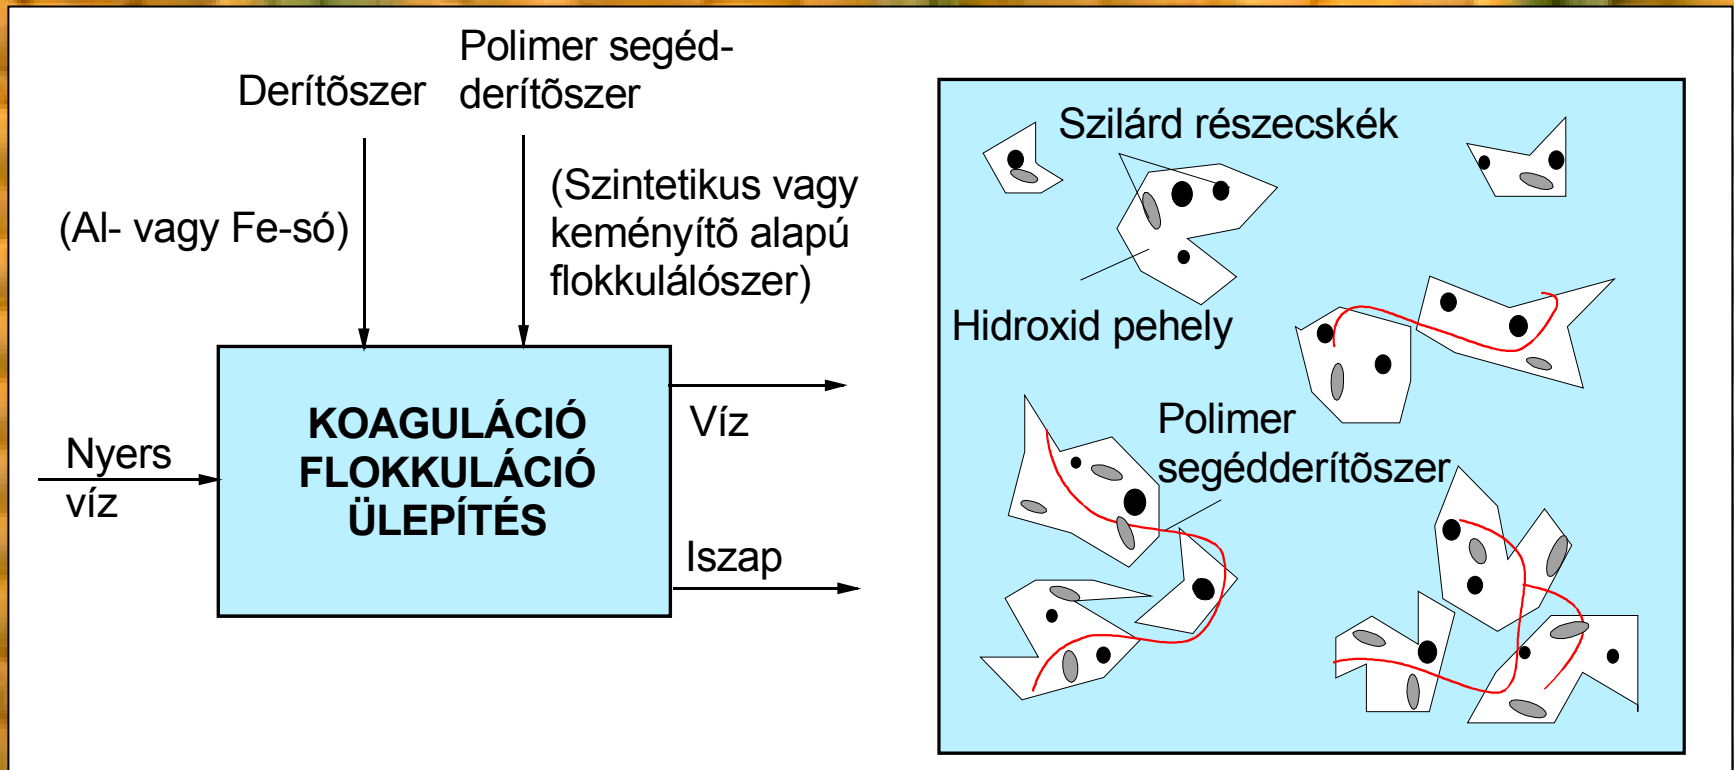 Derítõszer
Polimer segéd-
derítõszer
(Al- vagy Fe-só)
(Szintetikus vagy
keményítõ alapú
flokkulálószer)
Nyers
víz
KOAGULÁCIÓ
FLOKKULÁCIÓ
ÜLEPÍTÉS
Víz
Iszap
Szilárd részecskék
Hidroxid pehely
Polimer
segédderítõszer